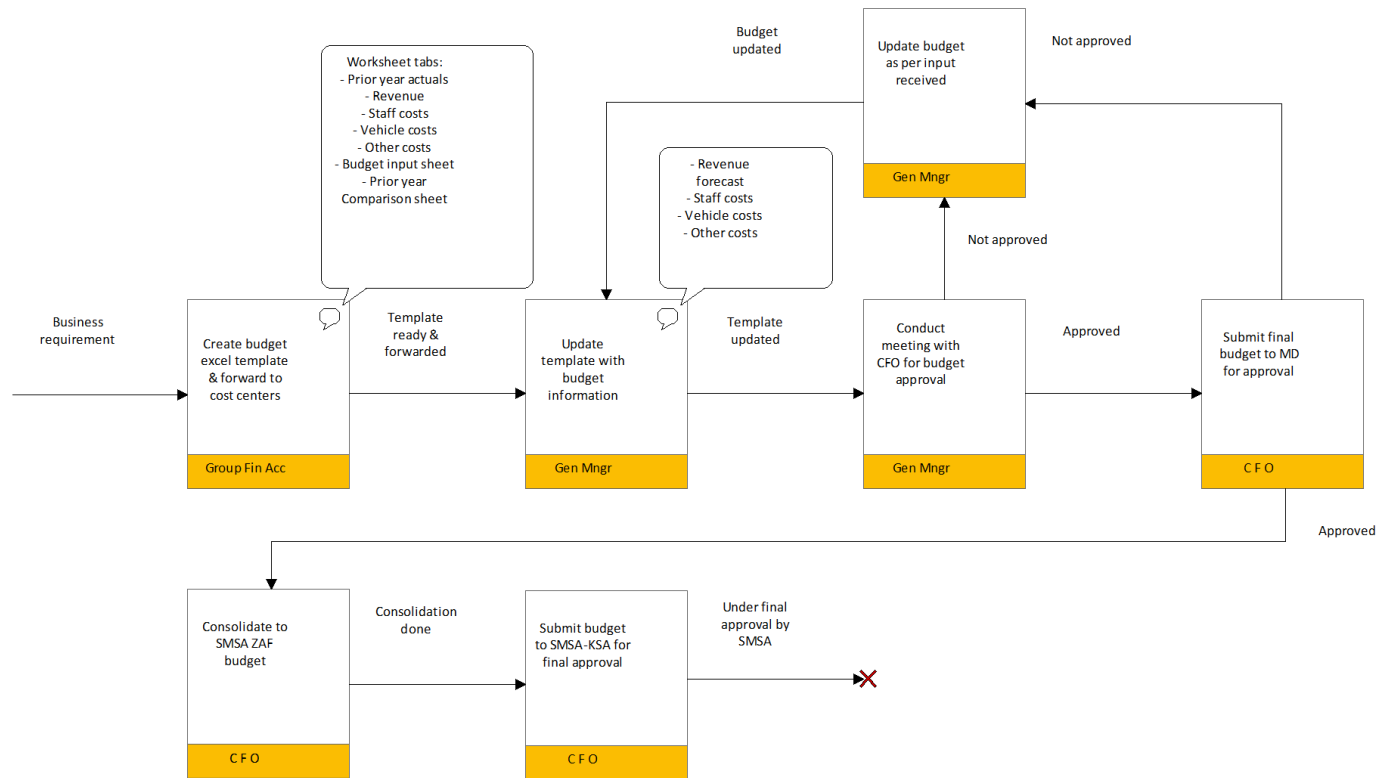 Budget
updated
Update budget
as per input
received
Not approved
Gen Mngr
Worksheet tabs:
- Prior year actuals
- Revenue
- Staff costs
- Vehicle costs
- Other costs
- Budget input sheet
- Prior year
Comparison sheet
- Revenue
forecast
- Staff costs
- Vehicle costs
- Other costs
Not approved
Business
requirement
Create budget
excel template
& forward to
cost centers
Group Fin Acc
Template
ready &
forwarded
Update
template with
budget
information
Gen Mngr
Template
updated
Conduct
meeting with
CFO for budget
approval
Gen Mngr
Approved
Submit final
budget to MD
for approval
C F O
Approved
Consolidate to
SMSA ZAF
budget
C F O
Consolidation
done
Submit budget
to SMSA-KSA for
final approval
C F O
Under final
approval by
SMSA